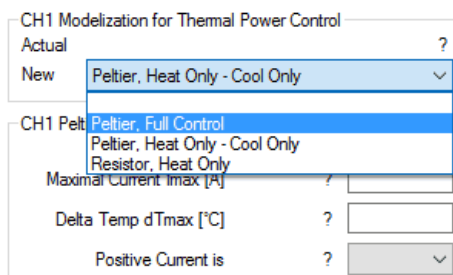 CH1 Modelization for Thermal Power Control
Actual ?
New Peltier, Heat Only - Cool Only
CH1 Pelt
Peltier, Full Control
Peltier, Heat Only - Cool Only
Resistor, Heat Only
Maximal Current Imax [A] ?
Delta Temp dTmax [°C] ?
Positive Current is ?